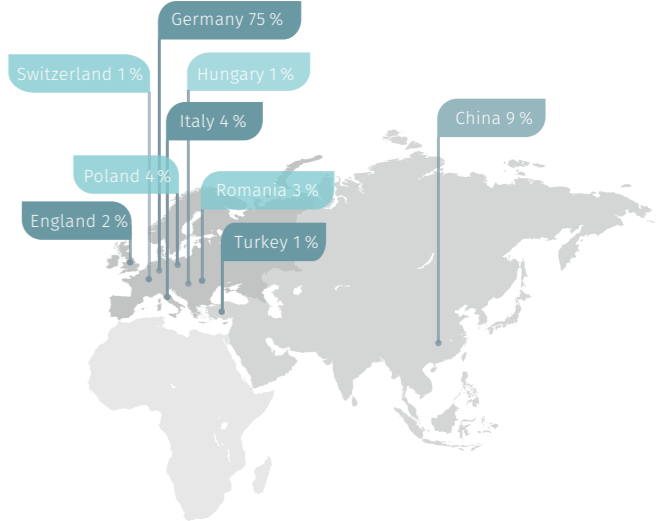 Germany 75 %
Switzerland 1 %
Hungary 1 %
Italy 4 %
China 9 %
Poland 4 %
Romania 3 %
England 2 %
Turkey 1 %